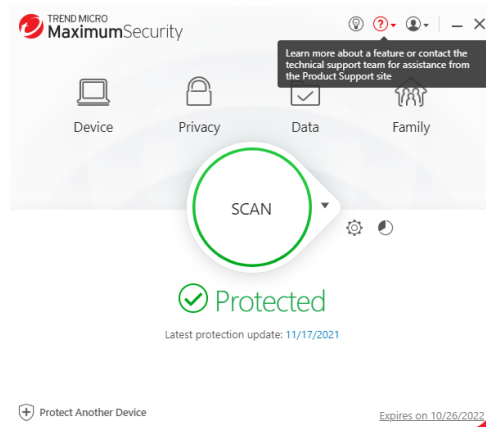 TREND MICRO
MaximumSecurity
Learn more about a feature or contact the
technical support team for assistance from
the Product Support site
Device
Privacy
Data
Family
SCAN
Protected
Latest protection update: 11/17/2021
Protect Another Device
Expires on 10/26/2022